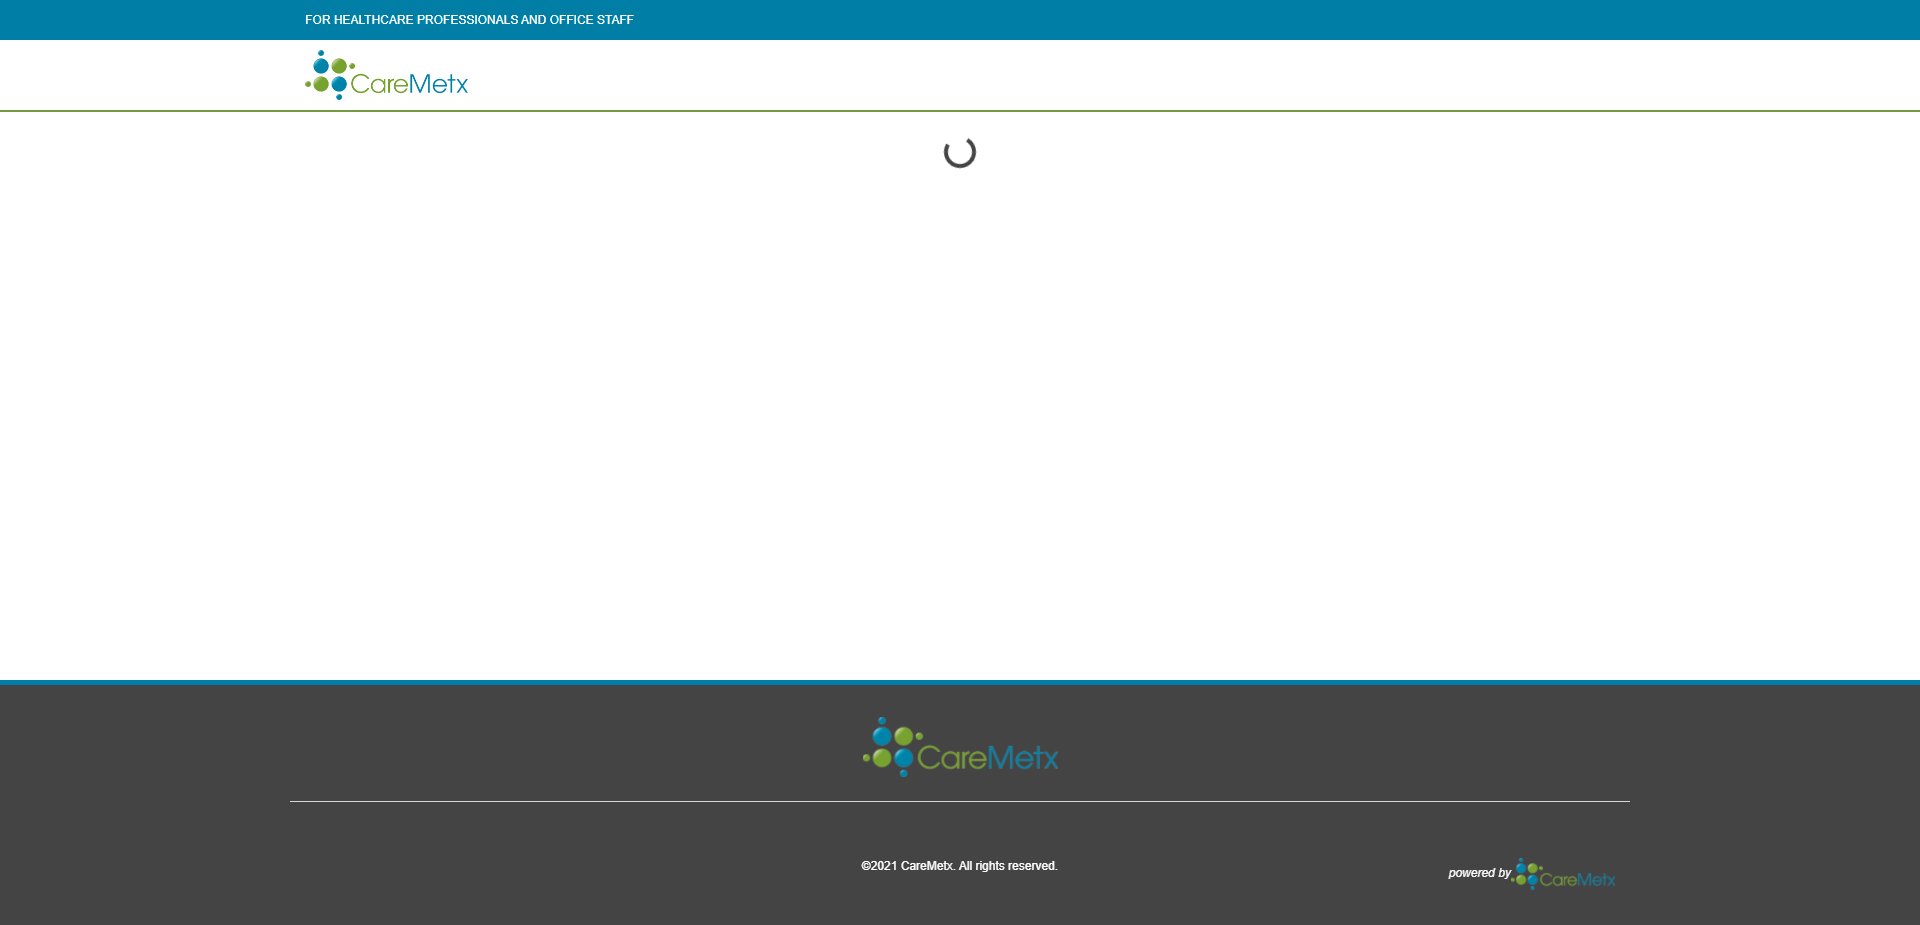 FOR HEALTHCARE PROFESSIONALS AND OFFICE STAFF
CareMetx
CareMetx
©2021 CareMetx. All rights reserved.
powered by CareMetx